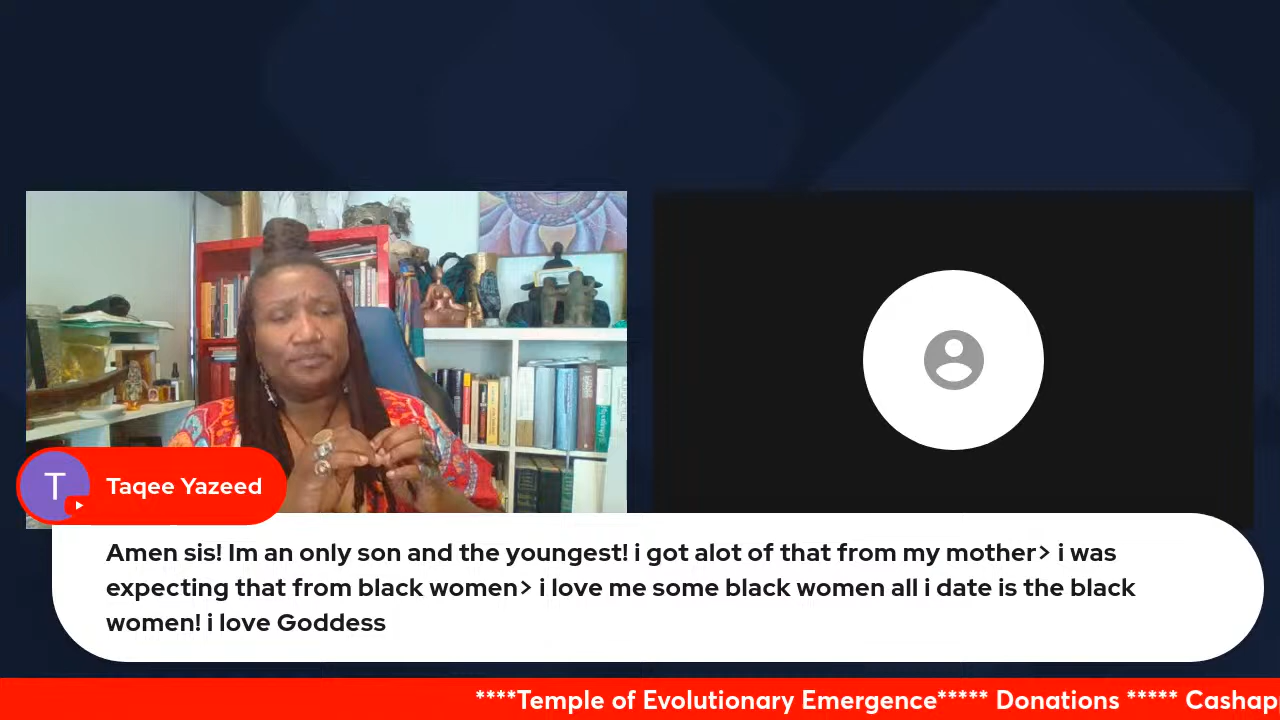 T
Taqee Yazeed
Amen sis! Im an only son and the youngest! i got alot of that from my mother> i was
expecting that from black women> i love me some black women all i date is the black
women! i love Goddess
****Temple of Evolutionary Emergence***** Donations ***** Cashap